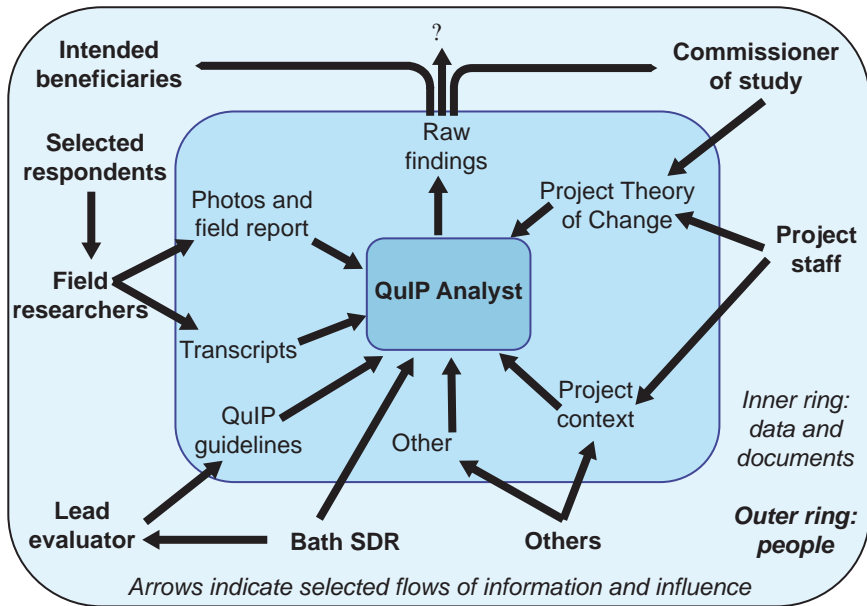 ?
Intended
beneficiaries
Commissioner
of study
Raw
findings
Selected
respondents
Photos and
field report
Project Theory
of Change
Project
staff
Field
researchers
QuIP Analyst
Transcripts
QuIP
guidelines
Other
Project
context
Inner ring:
data and
documents
Lead
evaluator
Bath SDR
Others
Outer ring:
people
Arrows indicate selected flows of information and influence